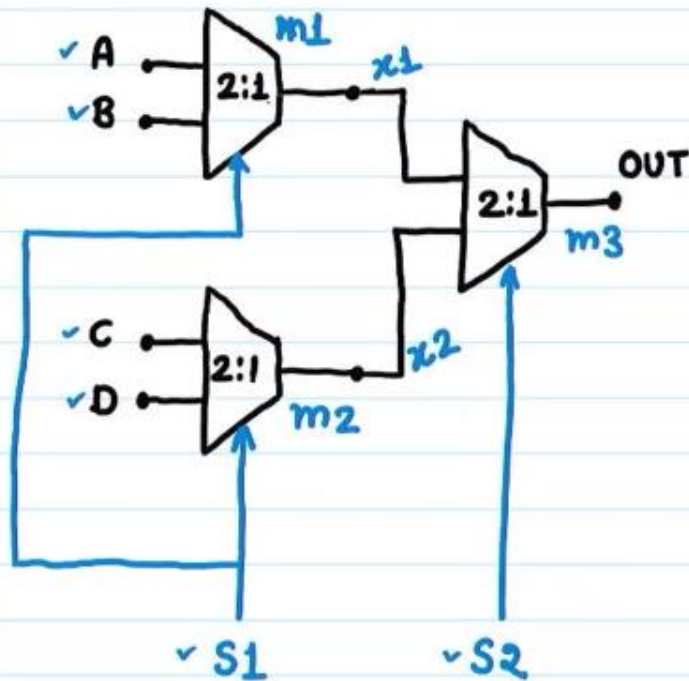 m1
✓ A
2:1
x1
✓ B
OUT
2:1
m3
✓ C
2:1
x2
✓ D
m2
✓ S1
✓ S2